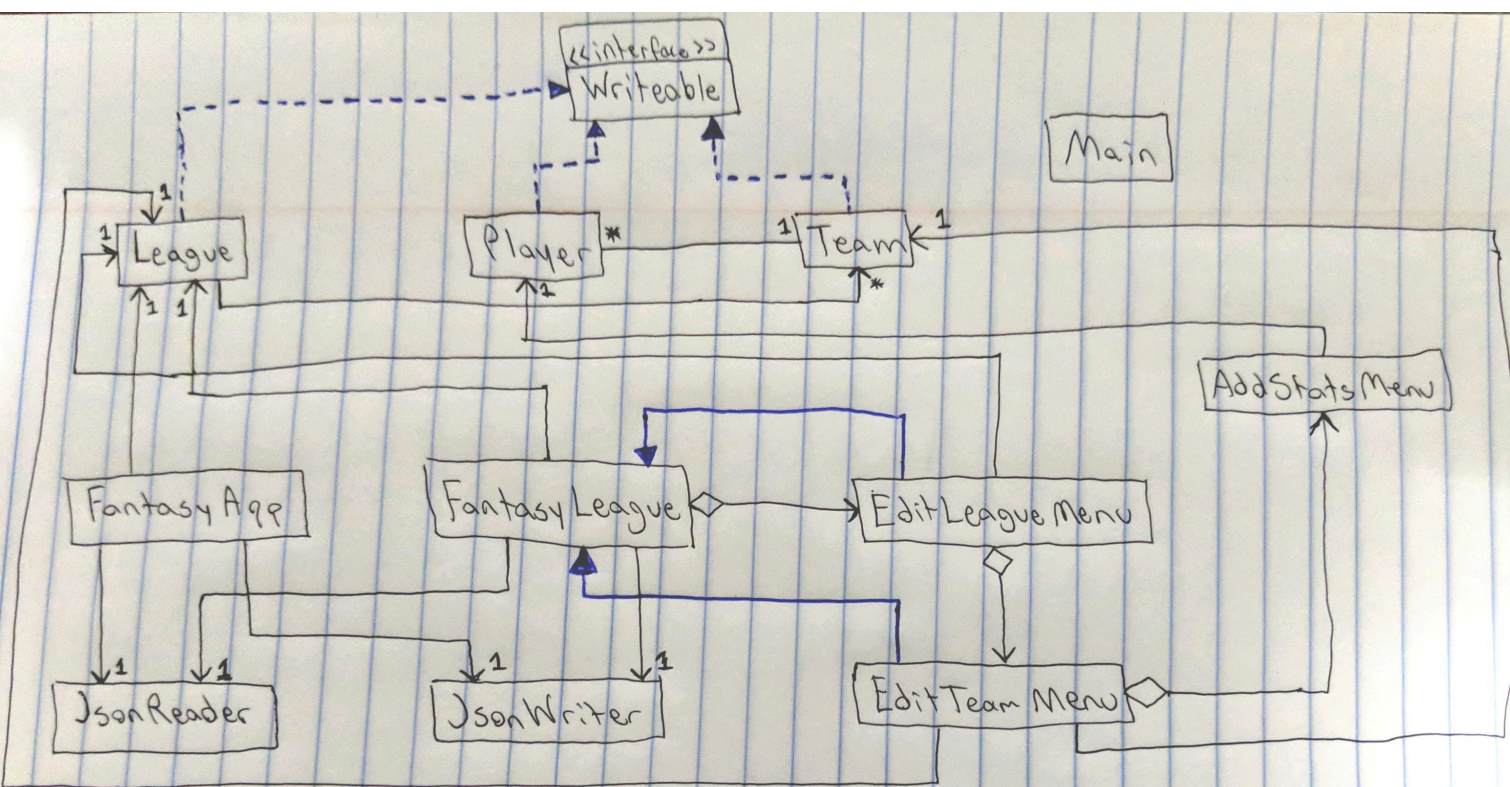 <<interface>>
Writeable
Main
1
1
League
Player
*
1
Team
1
1
1
1
*
AddStatsMenu
FantasyApp
FantasyLeague
EditLeagueMenu
1
1
1
1
JsonReader
JsonWriter
EditTeamMenu